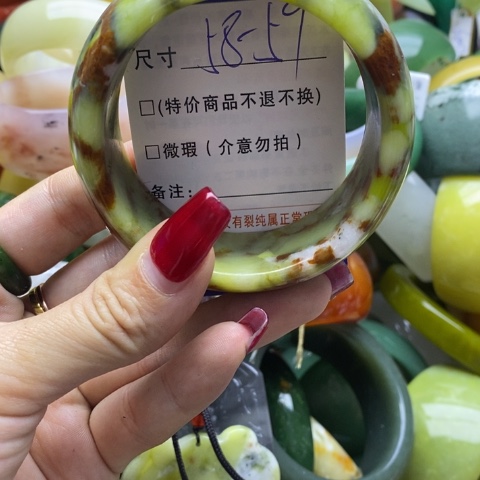 尺寸 58-59
□(特价商品不退不换)
□微瑕(介意勿拍)
备注:
有裂纯属正常